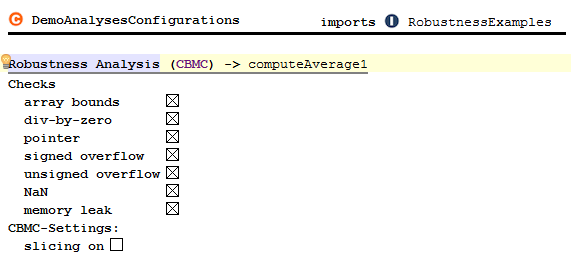 C DemoAnalysesConfigurations imports I RobustnessExamples
Robustness Analysis (CBMC) -> computeAverage1
Checks
array bounds
div-by-zero
pointer
signed overflow
unsigned overflow
NaN
memory leak
CBMC-Settings:
slicing on